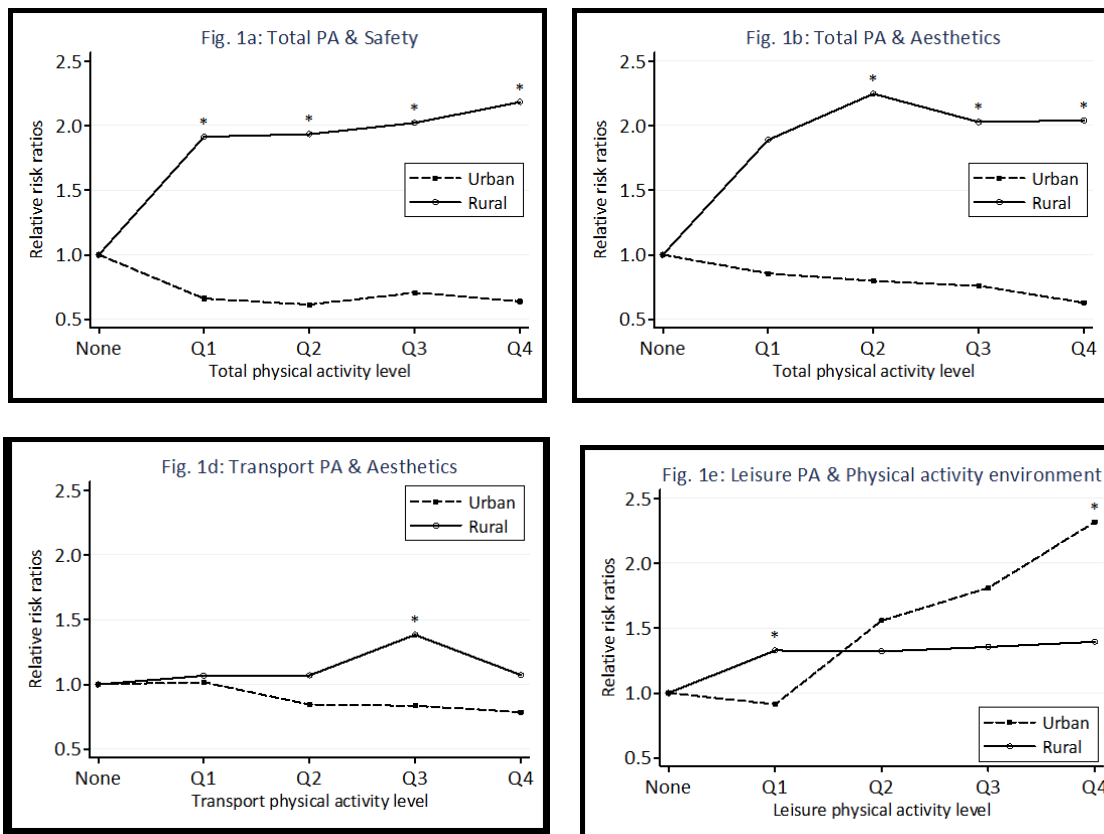 Fig. 1a: Total PA & Safety
2.5
2.0
1.5
1.0
0.5
Relative risk ratios
*
*
*
*
Urban
Rural
None Q1 Q2 Q3 Q4
Total physical activity level
Fig. 1b: Total PA & Aesthetics
2.5
2.0
1.5
1.0
0.5
Relative risk ratios
*
*
*
Urban
Rural
None Q1 Q2 Q3 Q4
Total physical activity level
Fig. 1d: Transport PA & Aesthetics
2.5
2.0
1.5
1.0
0.5
Relative risk ratios
Urban
Rural
*
None Q1 Q2 Q3 Q4
Transport physical activity level
Fig. 1e: Leisure PA & Physical activity environment
2.5
2.0
1.5
1.0
0.5
Relative risk ratios
*
*
Urban
Rural
None Q1 Q2 Q3 Q4
Leisure physical activity level